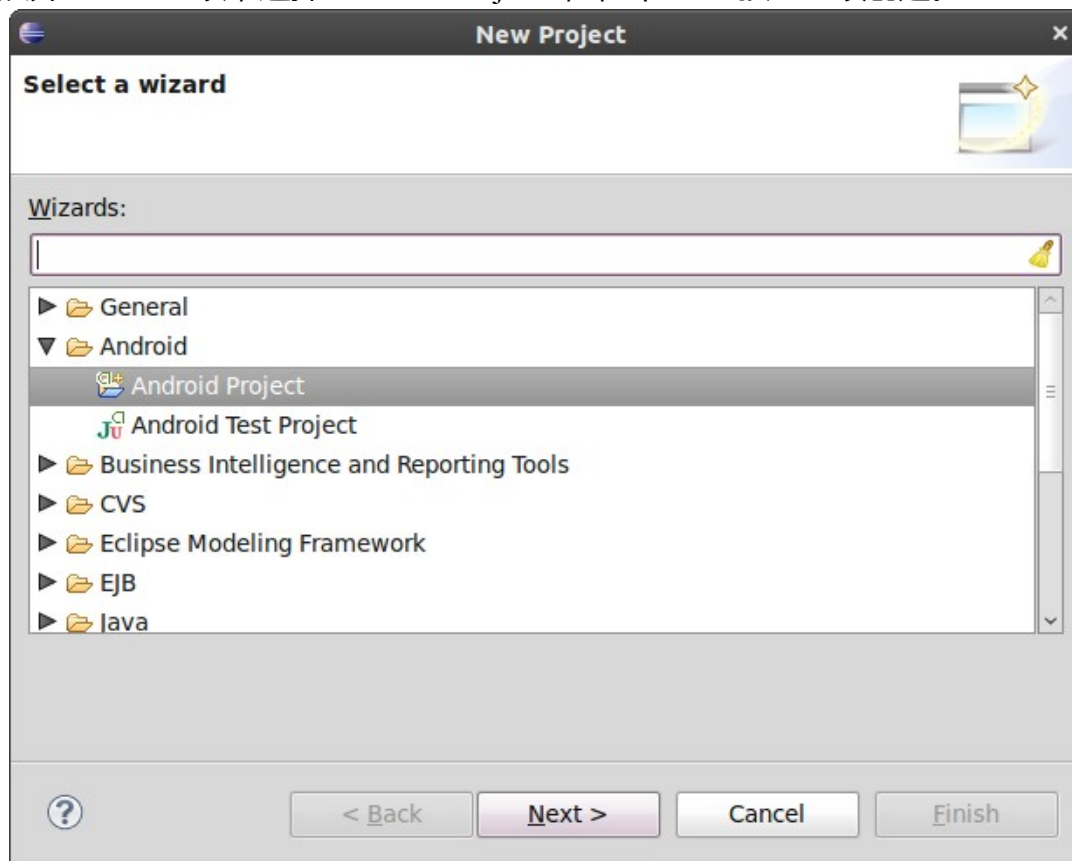 New Project
Select a wizard
Wizards:
General
Android
Android Project
Android Test Project
Business Intelligence and Reporting Tools
CVS
Eclipse Modeling Framework
EJB
Java
< Back Next > Cancel Finish